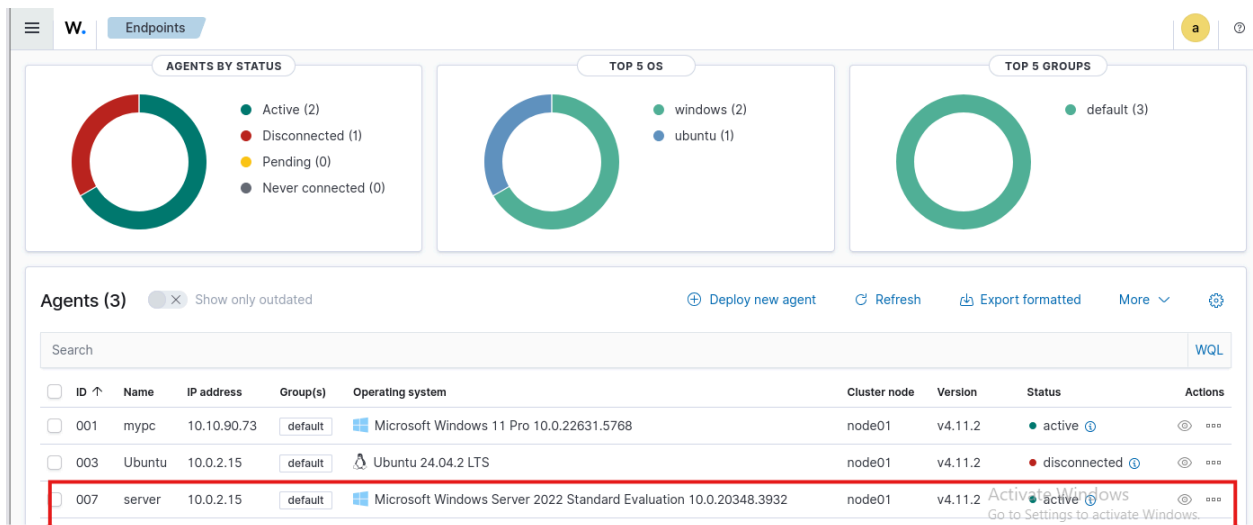 W. Endpoints a ?
AGENTS BY STATUS
Active (2)
Disconnected (1)
Pending (0)
Never connected (0)
TOP 5 OS
windows (2)
ubuntu (1)
TOP 5 GROUPS
default (3)
Agents (3) Show only outdated Deploy new agent Refresh Export formatted More
Search WQL
ID Name IP address Group(s) Operating system Cluster node Version Status Actions
001 mypc 10.10.90.73 default Microsoft Windows 11 Pro 10.0.22631.5768 node01 v4.11.2 active
003 Ubuntu 10.0.2.15 default Ubuntu 24.04.2 LTS node01 v4.11.2 disconnected
007 server 10.0.2.15 default Microsoft Windows Server 2022 Standard Evaluation 10.0.20348.3932 node01 v4.11.2 active
Activate Windows
Go to Settings to activate Windows.